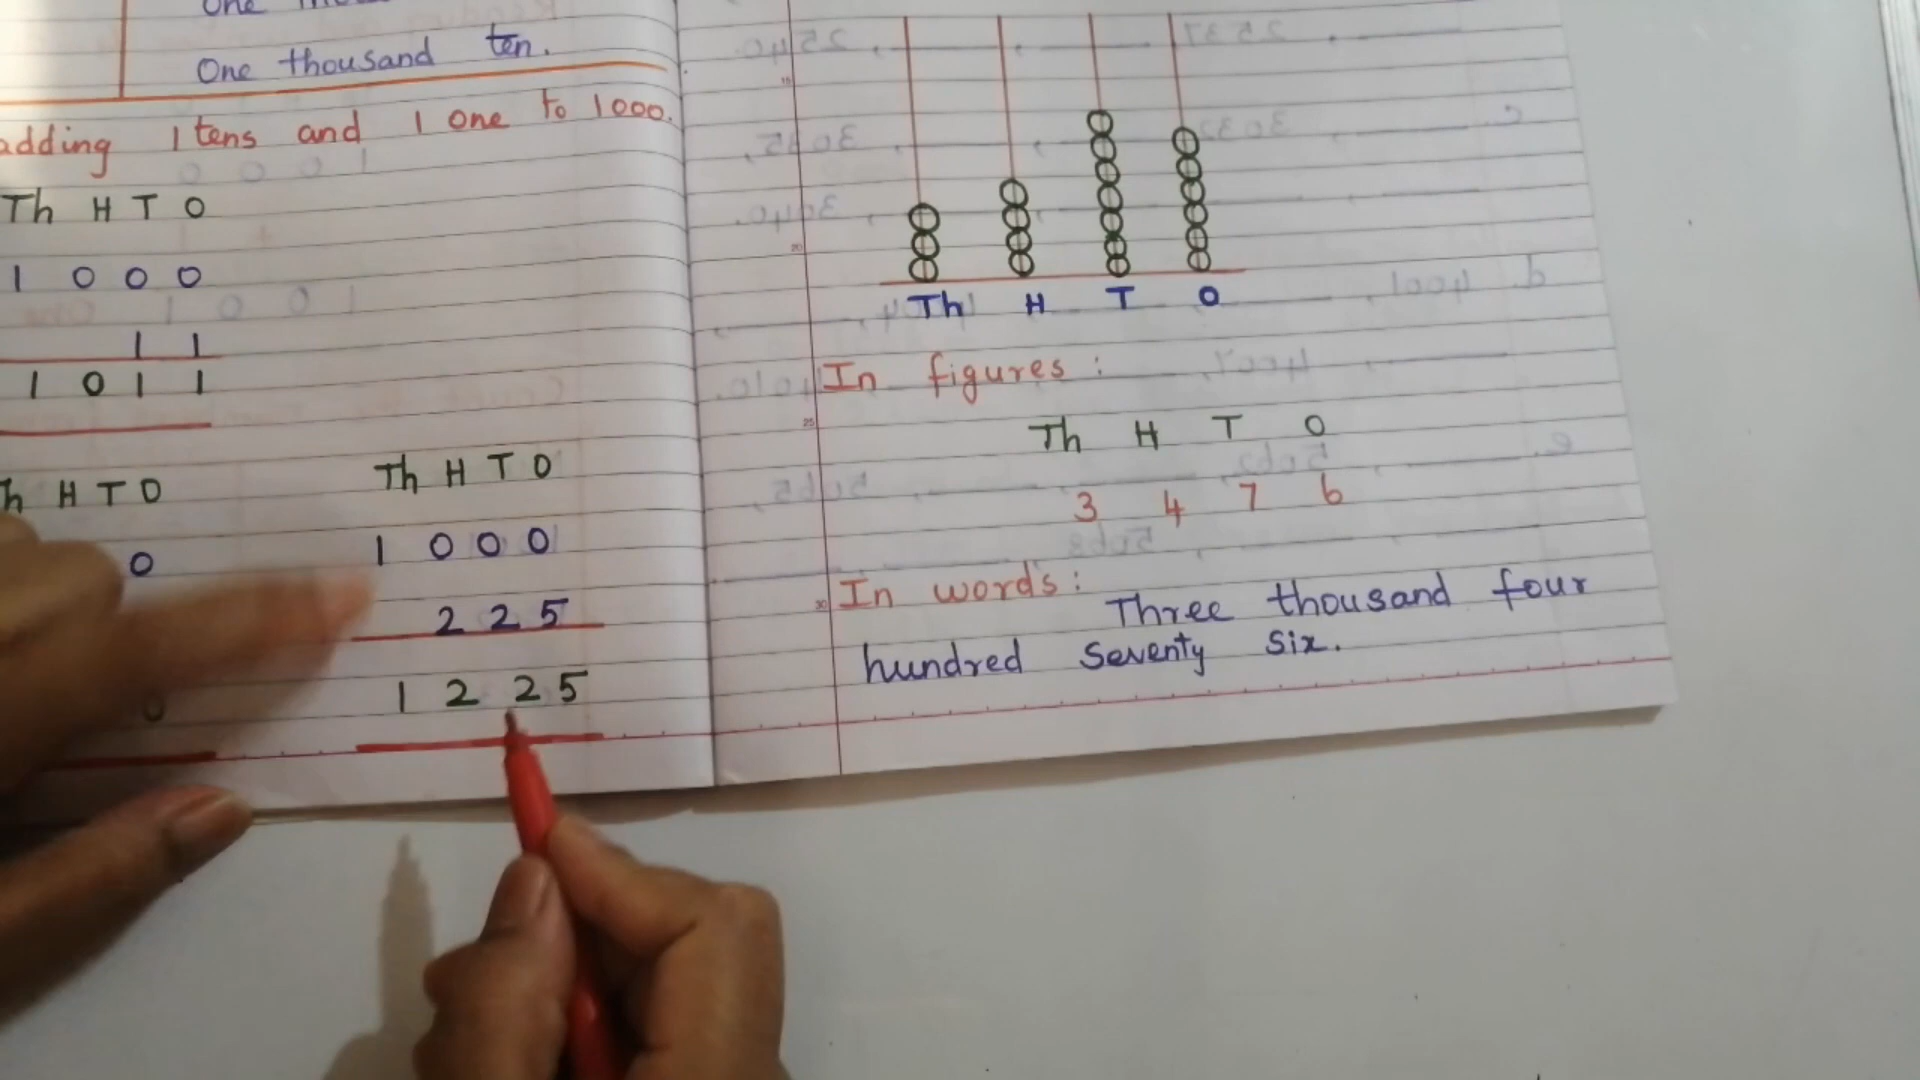 One
One thousand ten.
adding 1 tens and 1 one to 1000.
Th H T O
1 0 0 0
1 1
1 0 1 1
h H T O
0
Th H T O
1 0 0 0
2 2 5
1 2 2 5
Th H T O
In figures :
Th H T O
3 4 7 6
In words :
Three thousand four
hundred seventy six.